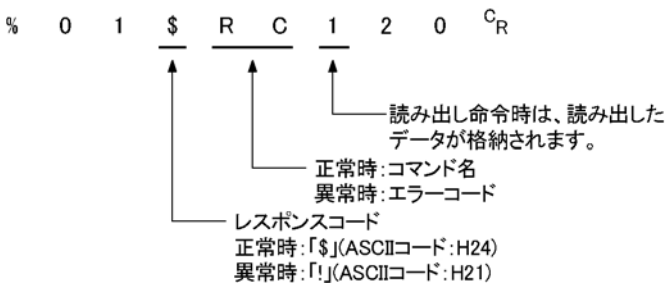 % 0 1 $ R C 1 2 0 CR
読み出し命令時は、読み出した
データが格納されます。
正常時：コマンド名
異常時：エラーコード
レスポンスコード
正常時：「$」(ASCIIコード：H24)
異常時：「!」(ASCIIコード：H21)